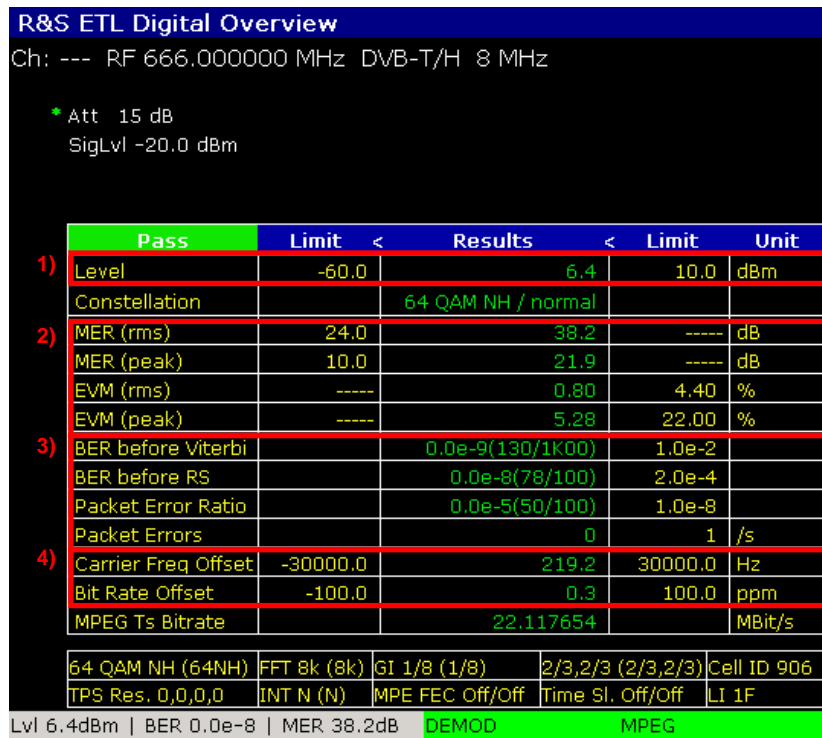 R&S ETL Digital Overview
Ch: --- RF 666.000000 MHz DVB-T/H 8 MHz
* Att 15 dB
SigLvl -20.0 dBm
Pass Limit < Results < Limit Unit
1) Level -60.0 6.4 10.0 dBm
Constellation 64 QAM NH / normal
2) MER (rms) 24.0 38.2 ----- dB
MER (peak) 10.0 21.9 ----- dB
EVM (rms) ----- 0.80 4.40 %
EVM (peak) ----- 5.28 22.00 %
3) BER before Viterbi 0.0e-9(130/1K00) 1.0e-2
BER before RS 0.0e-8(78/100) 2.0e-4
Packet Error Ratio 0.0e-5(50/100) 1.0e-8
Packet Errors 0 1 /s
4) Carrier Freq Offset -30000.0 219.2 30000.0 Hz
Bit Rate Offset -100.0 0.3 100.0 ppm
MPEG Ts Bitrate 22.117654 MBit/s
64 QAM NH (64NH) FFT 8k (8k) GI 1/8 (1/8) 2/3,2/3 (2/3,2/3) Cell ID 906
TPS Res. 0,0,0,0 INT N (N) MPE FEC Off/Off Time Sl. Off/Off LI 1F
Lvl 6.4dBm | BER 0.0e-8 | MER 38.2dB DEMOD MPEG